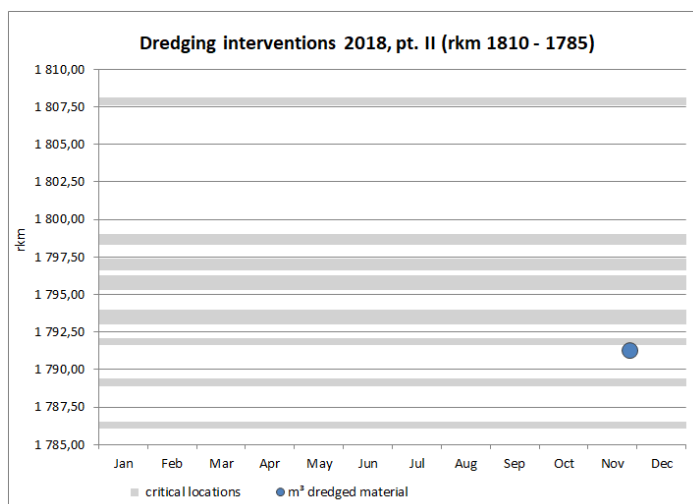 Dredging interventions 2018, pt. II (rkm 1810 - 1785)
1 810,00
1 807,50
1 805,00
1 802,50
1 800,00
1 797,50
1 795,00
1 792,50
1 790,00
1 787,50
1 785,00
rkm
Jan Feb Mar Apr May Jun Jul Aug Sep Oct Nov Dec
critical locations m³ dredged material